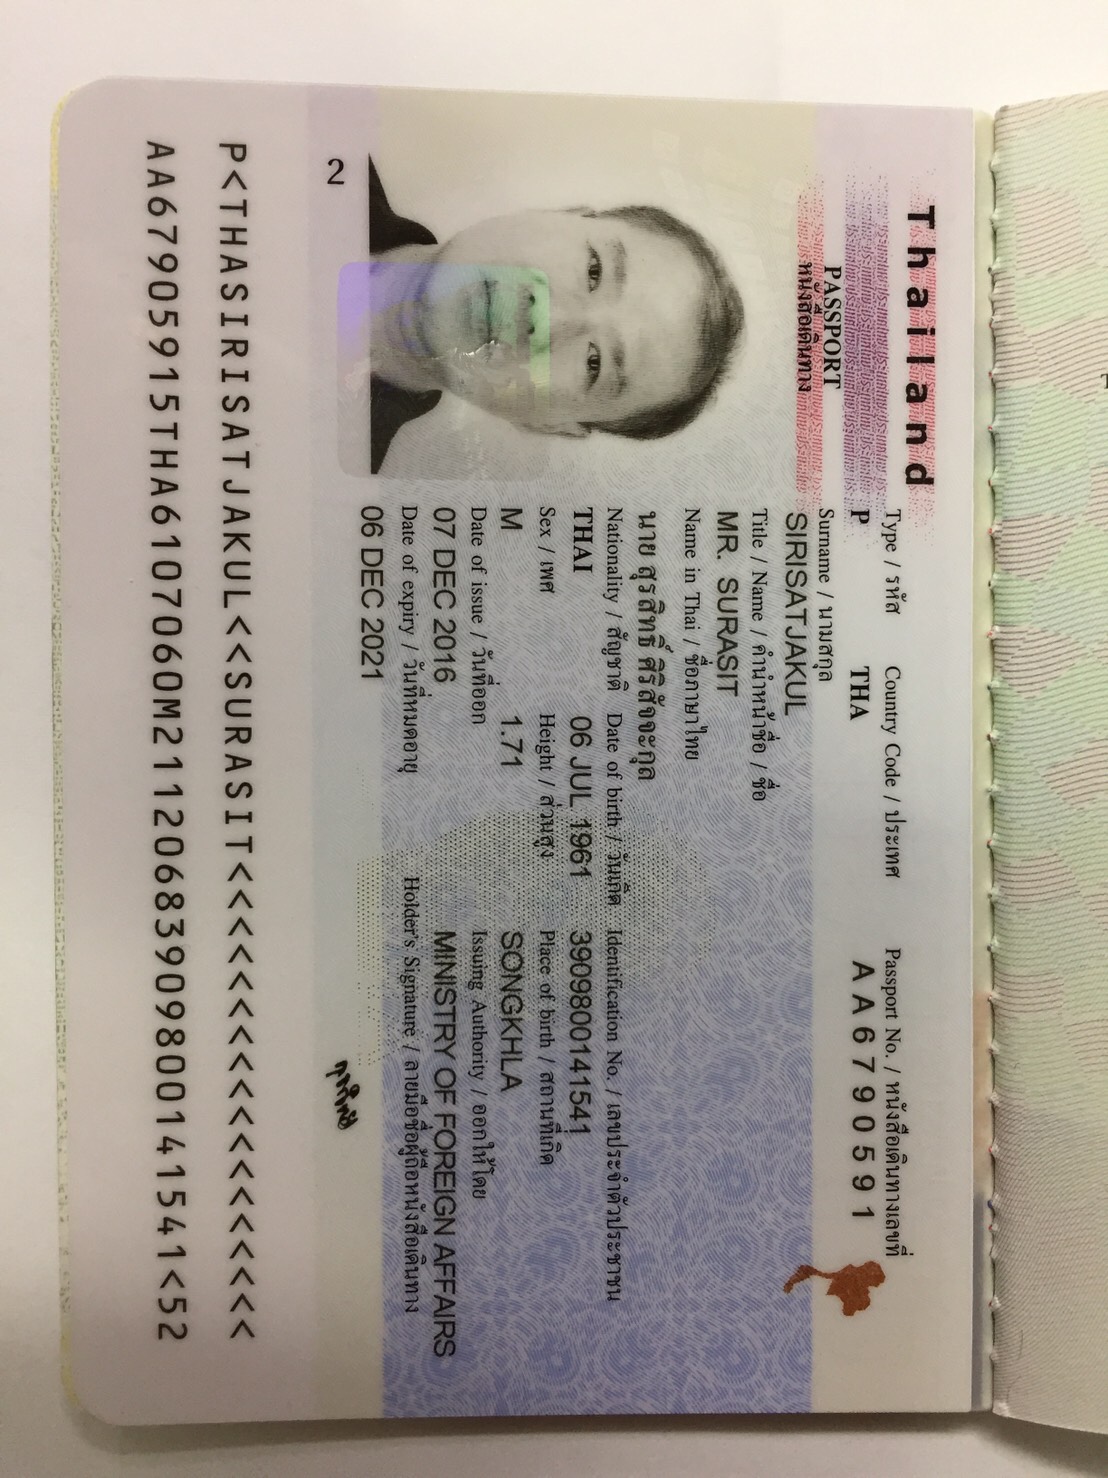 Thailand
PASSPORT
หนังสือเดินทาง
Type / รหัส Country Code / ประเทศ Passport No. / หนังสือเดินทางเลขที่
P THA AA6790591
Surname / นามสกุล
SIRISATJAKUL
Title / Name / คำนำหน้าชื่อ / ชื่อ
MR. SURASIT
Name in Thai / ชื่อภาษาไทย
นาย สุรสิทธิ์ ศิริสัจจะกุล
Nationality / สัญชาติ Date of birth / วันเกิด Identification No. / เลขประจำตัวประชาชน
THAI 06 JUL 1961 3909800141541
Sex / เพศ Height / ส่วนสูง Place of birth / สถานที่เกิด
M 1.71 SONGKHLA
Date of issue / วันที่ออก Issuing Authority / ออกให้โดย
07 DEC 2016 MINISTRY OF FOREIGN AFFAIRS
Date of expiry / วันที่หมดอายุ Holder's Signature / ลายมือชื่อผู้ถือหนังสือเดินทาง
06 DEC 2021
2
P<THASIRISATJAKUL<<SURASIT<<<<<<<<<<<<<<<<<<
AA67905915THA6107060M21120683909800141541<52